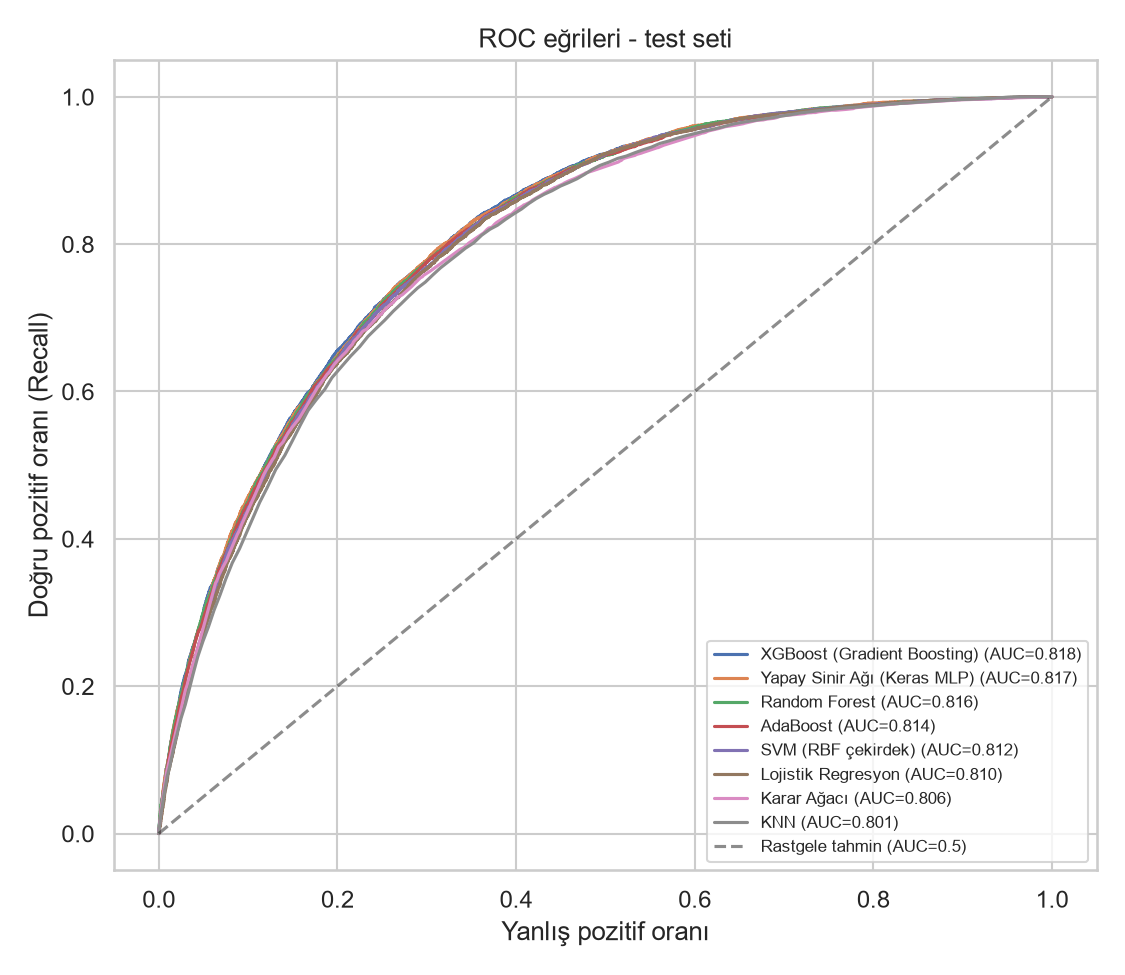 ROC eğrileri - test seti
Doğru pozitif oranı (Recall)
1.0
0.8
0.6
0.4
0.2
0.0
XGBoost (Gradient Boosting) (AUC=0.818)
Yapay Sinir Ağı (Keras MLP) (AUC=0.817)
Random Forest (AUC=0.816)
AdaBoost (AUC=0.814)
SVM (RBF çekirdek) (AUC=0.812)
Lojistik Regresyon (AUC=0.810)
Karar Ağacı (AUC=0.806)
KNN (AUC=0.801)
Rastgele tahmin (AUC=0.5)
0.0 0.2 0.4 0.6 0.8 1.0
Yanlış pozitif oranı